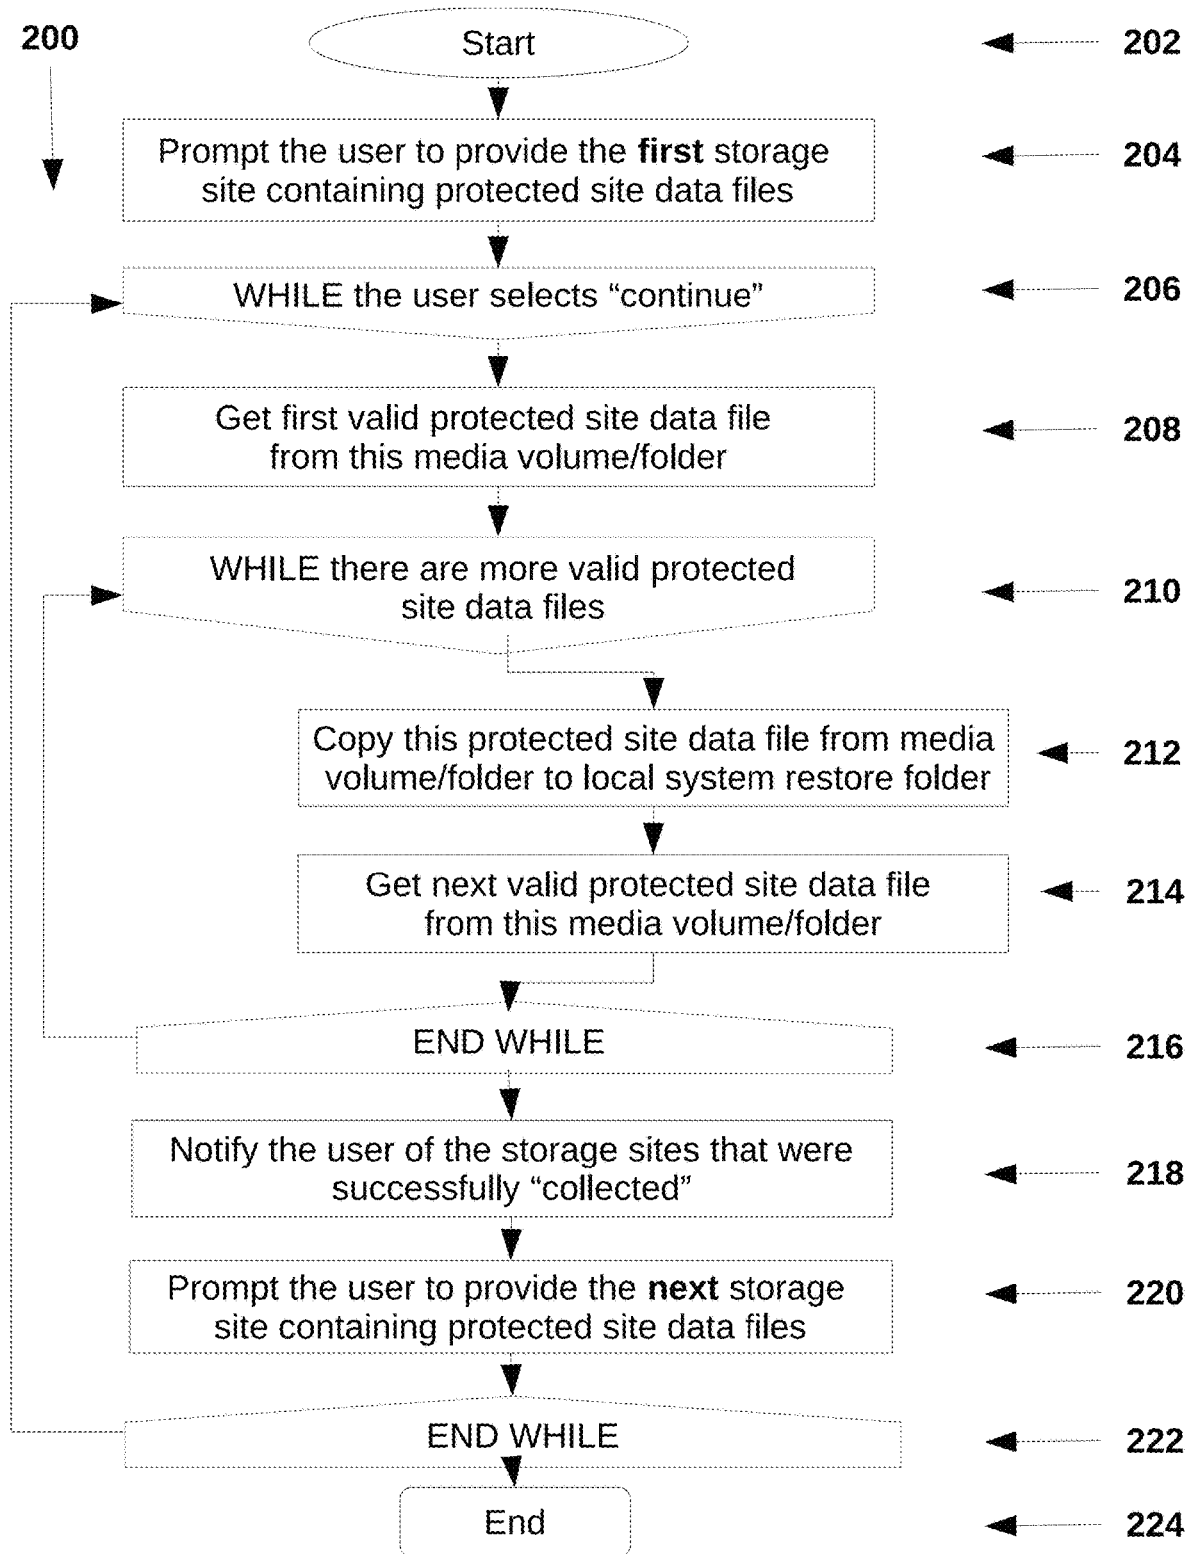 200
Start
202
Prompt the user to provide the first storage
site containing protected site data files
204
WHILE the user selects “continue”
206
Get first valid protected site data file
from this media volume/folder
208
WHILE there are more valid protected
site data files
210
Copy this protected site data file from media
volume/folder to local system restore folder
212
Get next valid protected site data file
from this media volume/folder
214
END WHILE
216
Notify the user of the storage sites that were
successfully “collected”
218
Prompt the user to provide the next storage
site containing protected site data files
220
END WHILE
222
End
224